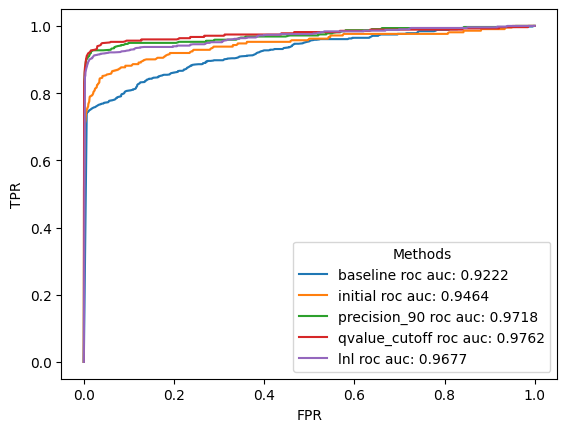 1.0
0.8
0.6
0.4
0.2
0.0
TPR
0.0
0.2
0.4
0.6
0.8
1.0
FPR
Methods
baseline roc auc: 0.9222
initial roc auc: 0.9464
precision_90 roc auc: 0.9718
qvalue_cutoff roc auc: 0.9762
lnl roc auc: 0.9677